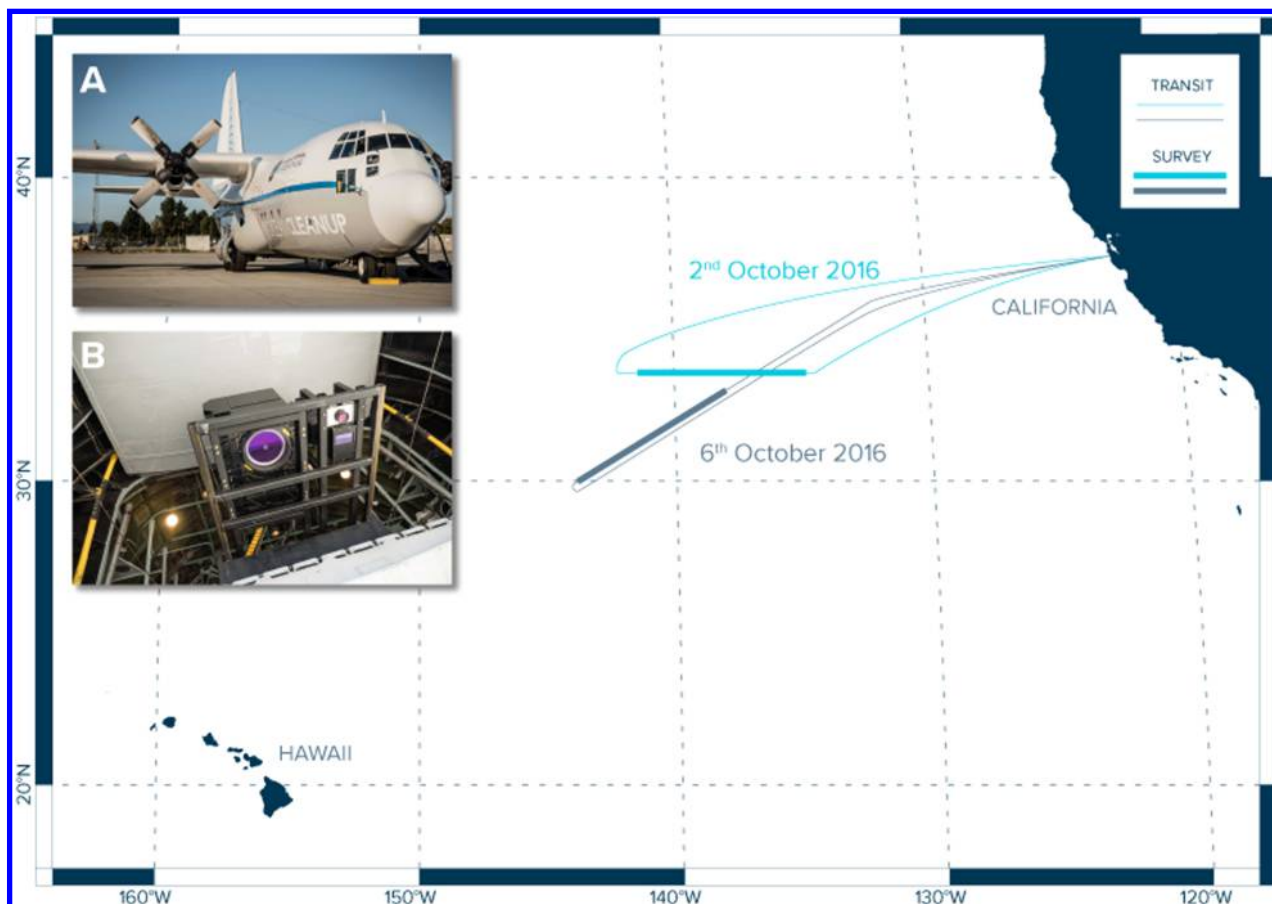 A
CLEANUP
B
TRANSIT
SURVEY
2nd October 2016
CALIFORNIA
6th October 2016
HAWAII
40°N
30°N
20°N
160°W
150°W
140°W
130°W
120°W